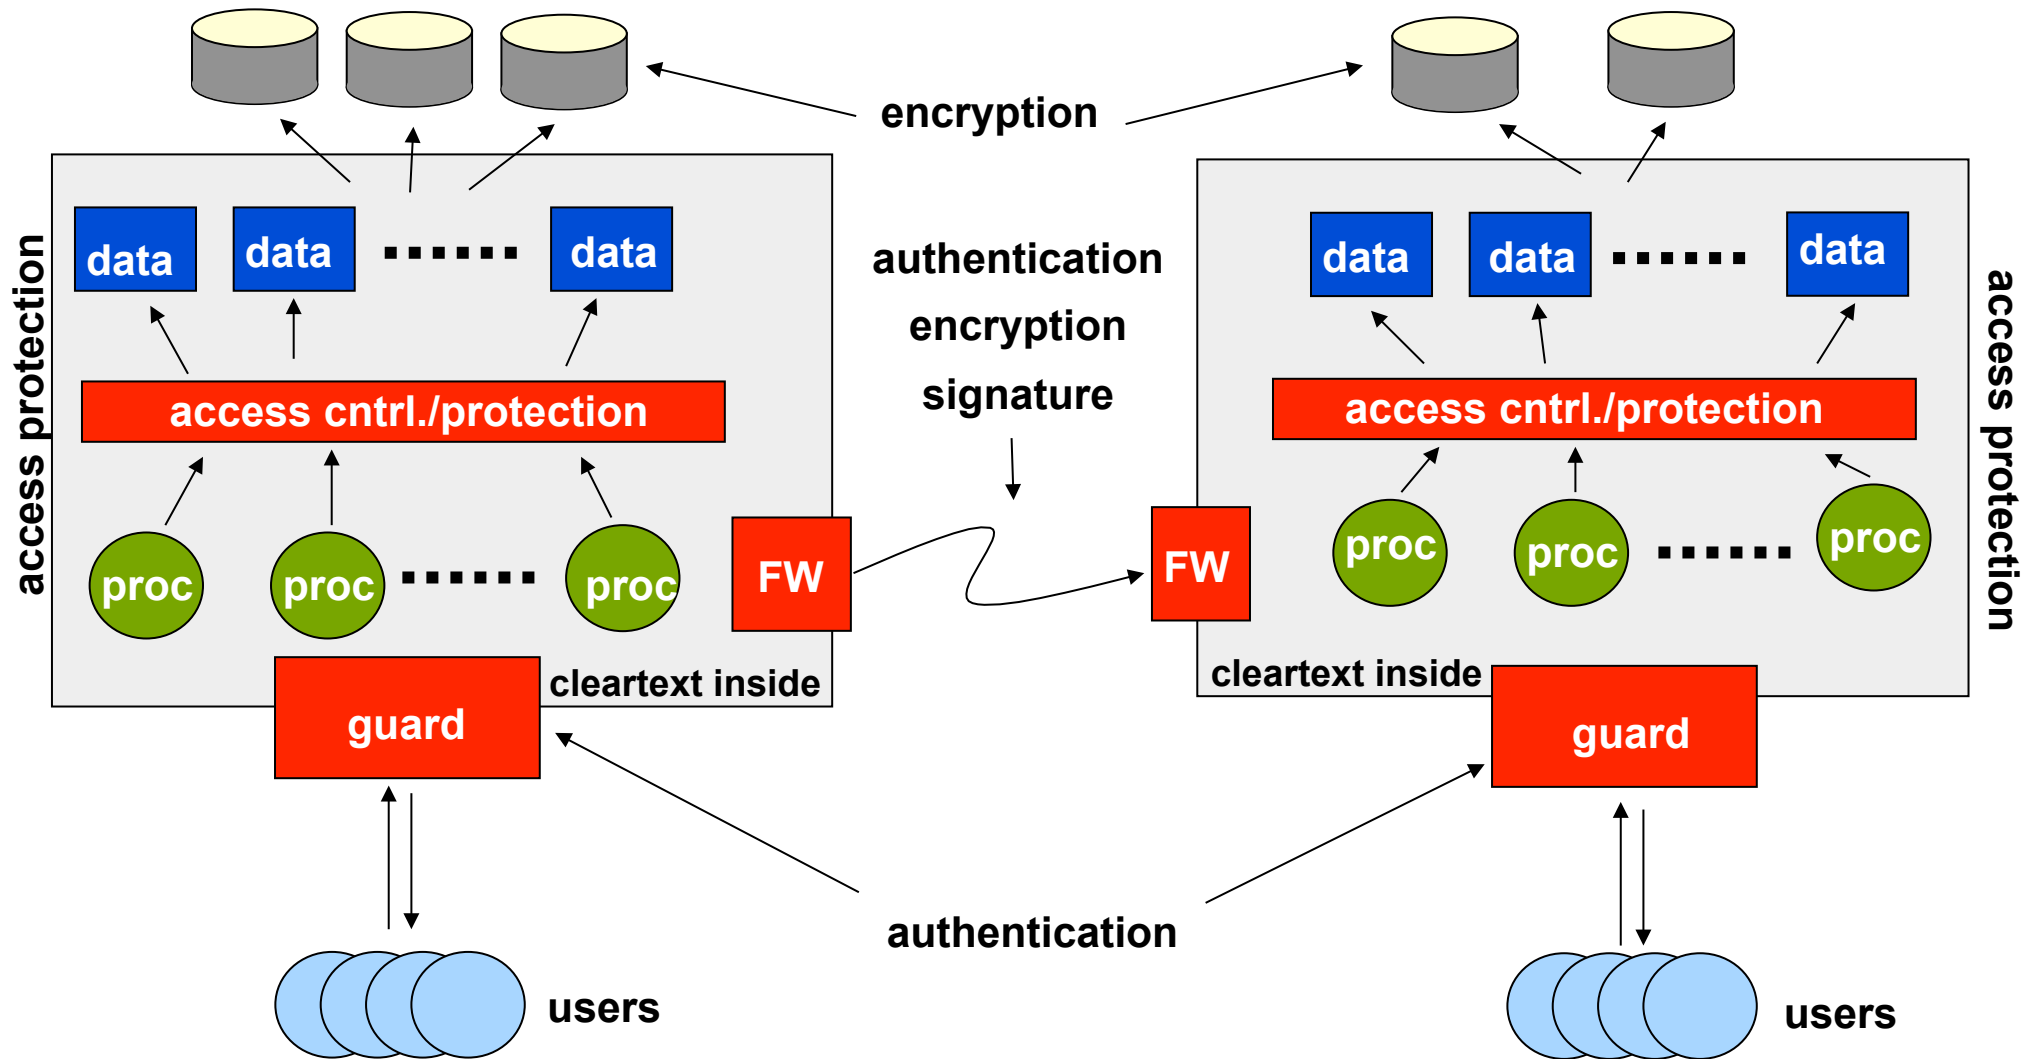 encryption
access protection
data
data
data
access cntrl./protection
proc
proc
proc
FW
cleartext inside
guard
users
authentication
encryption
signature
authentication
data
data
data
access cntrl./protection
proc
proc
proc
FW
cleartext inside
guard
users
access protection